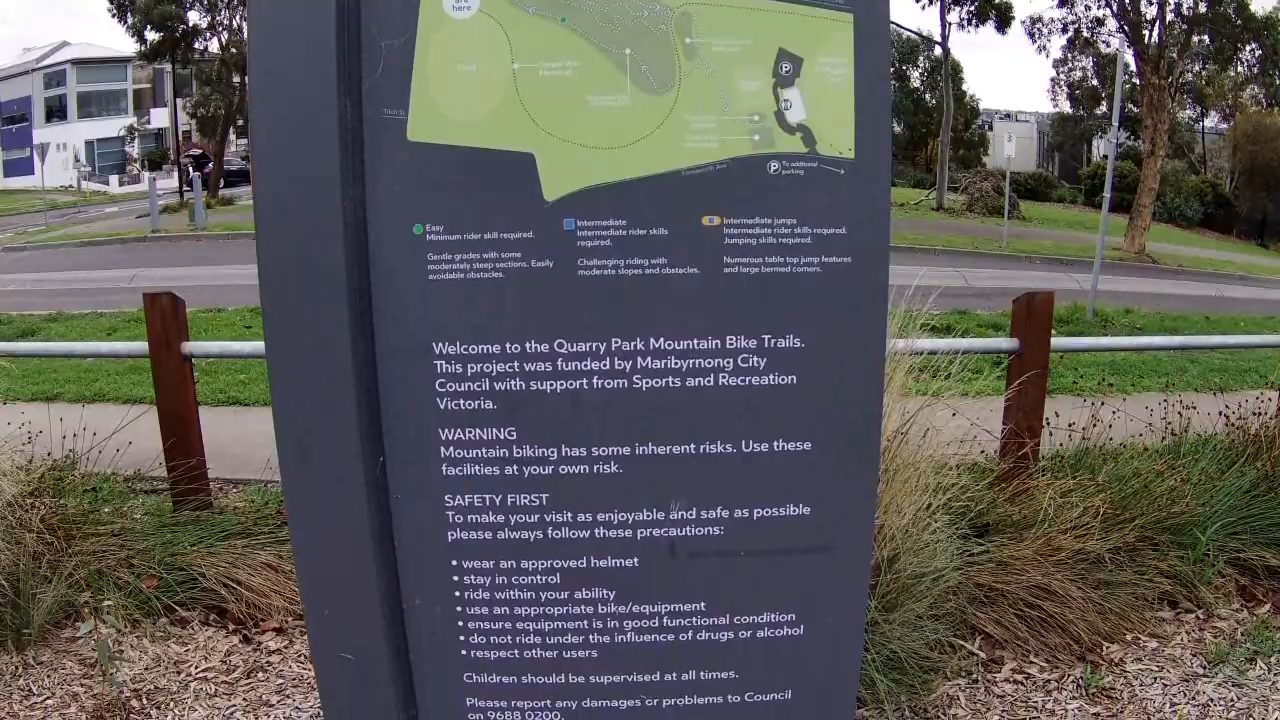 are
here
Titch St
Farnsworth Ave
P
P
To additional
parking
Easy
Minimum rider skill required.
Gentle grades with some
moderately steep sections. Easily
avoidable obstacles.
Intermediate
Intermediate rider skills
required.
Challenging riding with
moderate slopes and obstacles.
Intermediate jumps
Intermediate rider skills required.
Jumping skills required.
Numerous table top jump features
and large bermed corners.
Welcome to the Quarry Park Mountain Bike Trails.
This project was funded by Maribyrnong City
Council with support from Sports and Recreation
Victoria.
WARNING
Mountain biking has some inherent risks. Use these
facilities at your own risk.
SAFETY FIRST
To make your visit as enjoyable and safe as possible
please always follow these precautions:
• wear an approved helmet
• stay in control
• ride within your ability
• use an appropriate bike/equipment
• ensure equipment is in good functional condition
• do not ride under the influence of drugs or alcohol
• respect other users
Children should be supervised at all times.
Please report any damages or problems to Council
on 9688 0200.